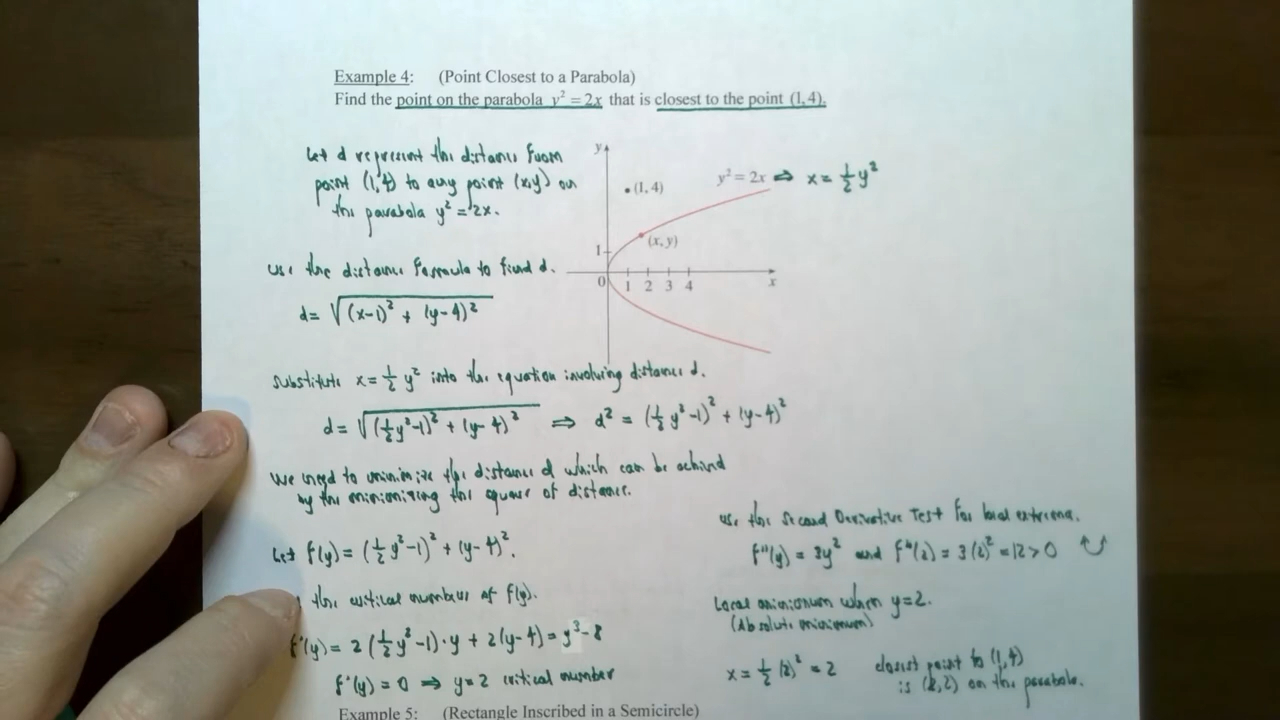 Example 4: (Point Closest to a Parabola)
Find the point on the parabola y² = 2x that is closest to the point (1, 4).
Let d represent the distance from
point (1,4) to any point (x,y) on
the parabola y² = 2x.
y
• (1, 4)
y² = 2x ⇒ x = ½y²
(x, y)
1
0 1 2 3 4 x
use the distance formula to find d.
d = √((x-1)² + (y-4)²)
substitute x = ½y² into the equation involving distance d.
d = √((½y²-1)² + (y-4)²) ⇒ d² = (½y²-1)² + (y-4)²
We need to minimize the distance d which can be achind
by the minimizing the square of distance.
Let f(y) = (½y²-1)² + (y-4)².
the critical numbers of f(y).
f'(y) = 2(½y²-1)·y + 2(y-4) = y³-8
f'(y) = 0 ⇒ y=2 critical number
use the Second Derivative Test for local extrema.
f''(y) = 3y² and f''(2) = 3(2)² = 12 > 0
Local minimum when y=2.
(Absolute minimum)
x = ½(2)² = 2
closest point to (1,4)
is (2,2) on the parabola.
Example 5: (Rectangle Inscribed in a Semicircle)